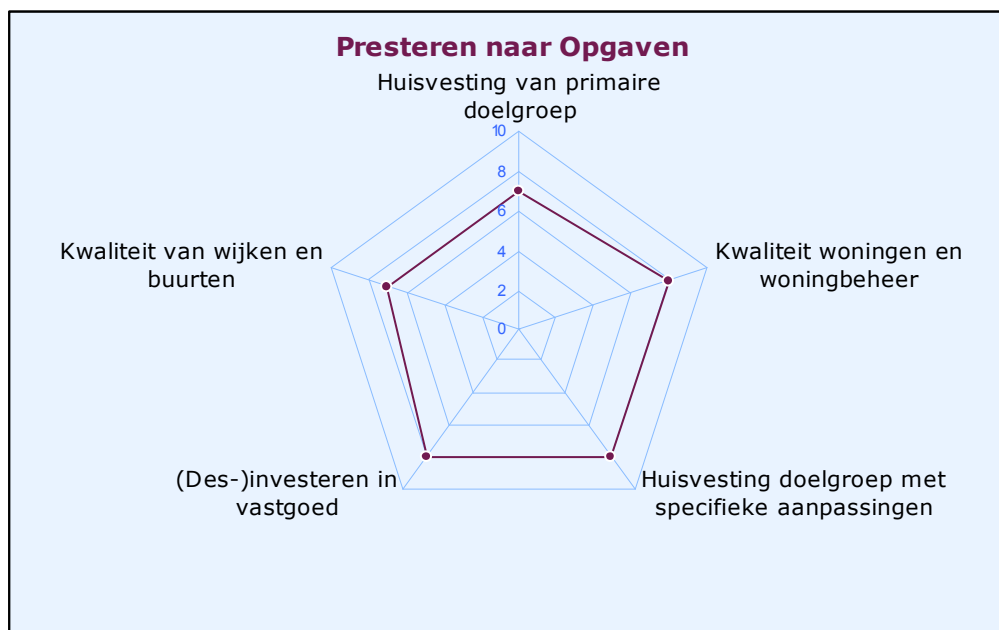 Presteren naar Opgaven
Huisvesting van primaire
doelgroep
10
8
6
4
2
0
Kwaliteit van wijken en
buurten
Kwaliteit woningen en
woningbeheer
(Des-)investeren in
vastgoed
Huisvesting doelgroep met
specifieke aanpassingen